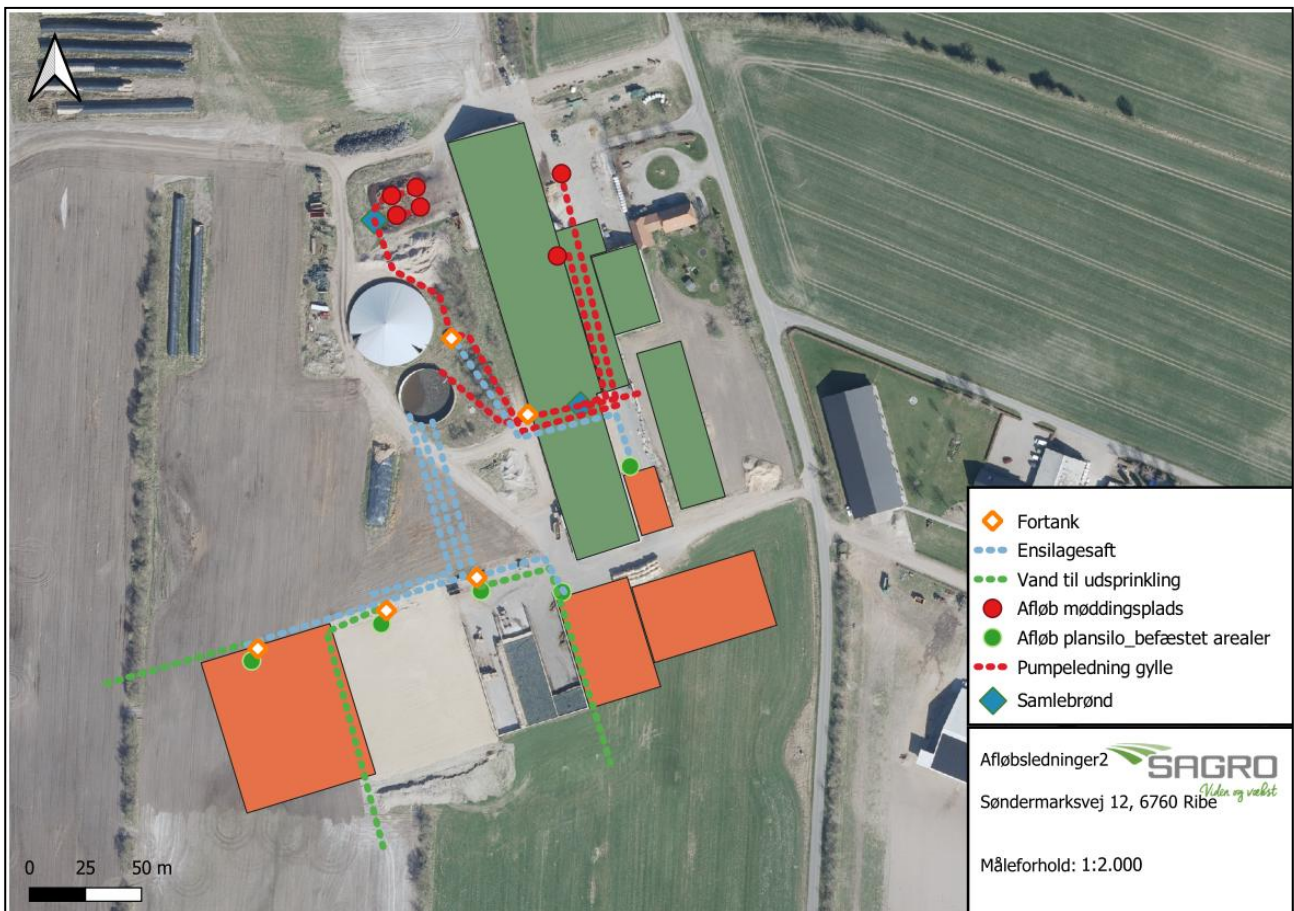 Fortank
Ensilagesaft
Vand til udsprinkling
Afløb møddingsplads
Afløb plansilo_befæstet arealer
Pumpeledning gylle
Samlebrønd
Afløbsledninger2
SAGRO
Viden og vækst
Søndermarksvej 12, 6760 Ribe
Måleforhold: 1:2.000
0 25 50 m